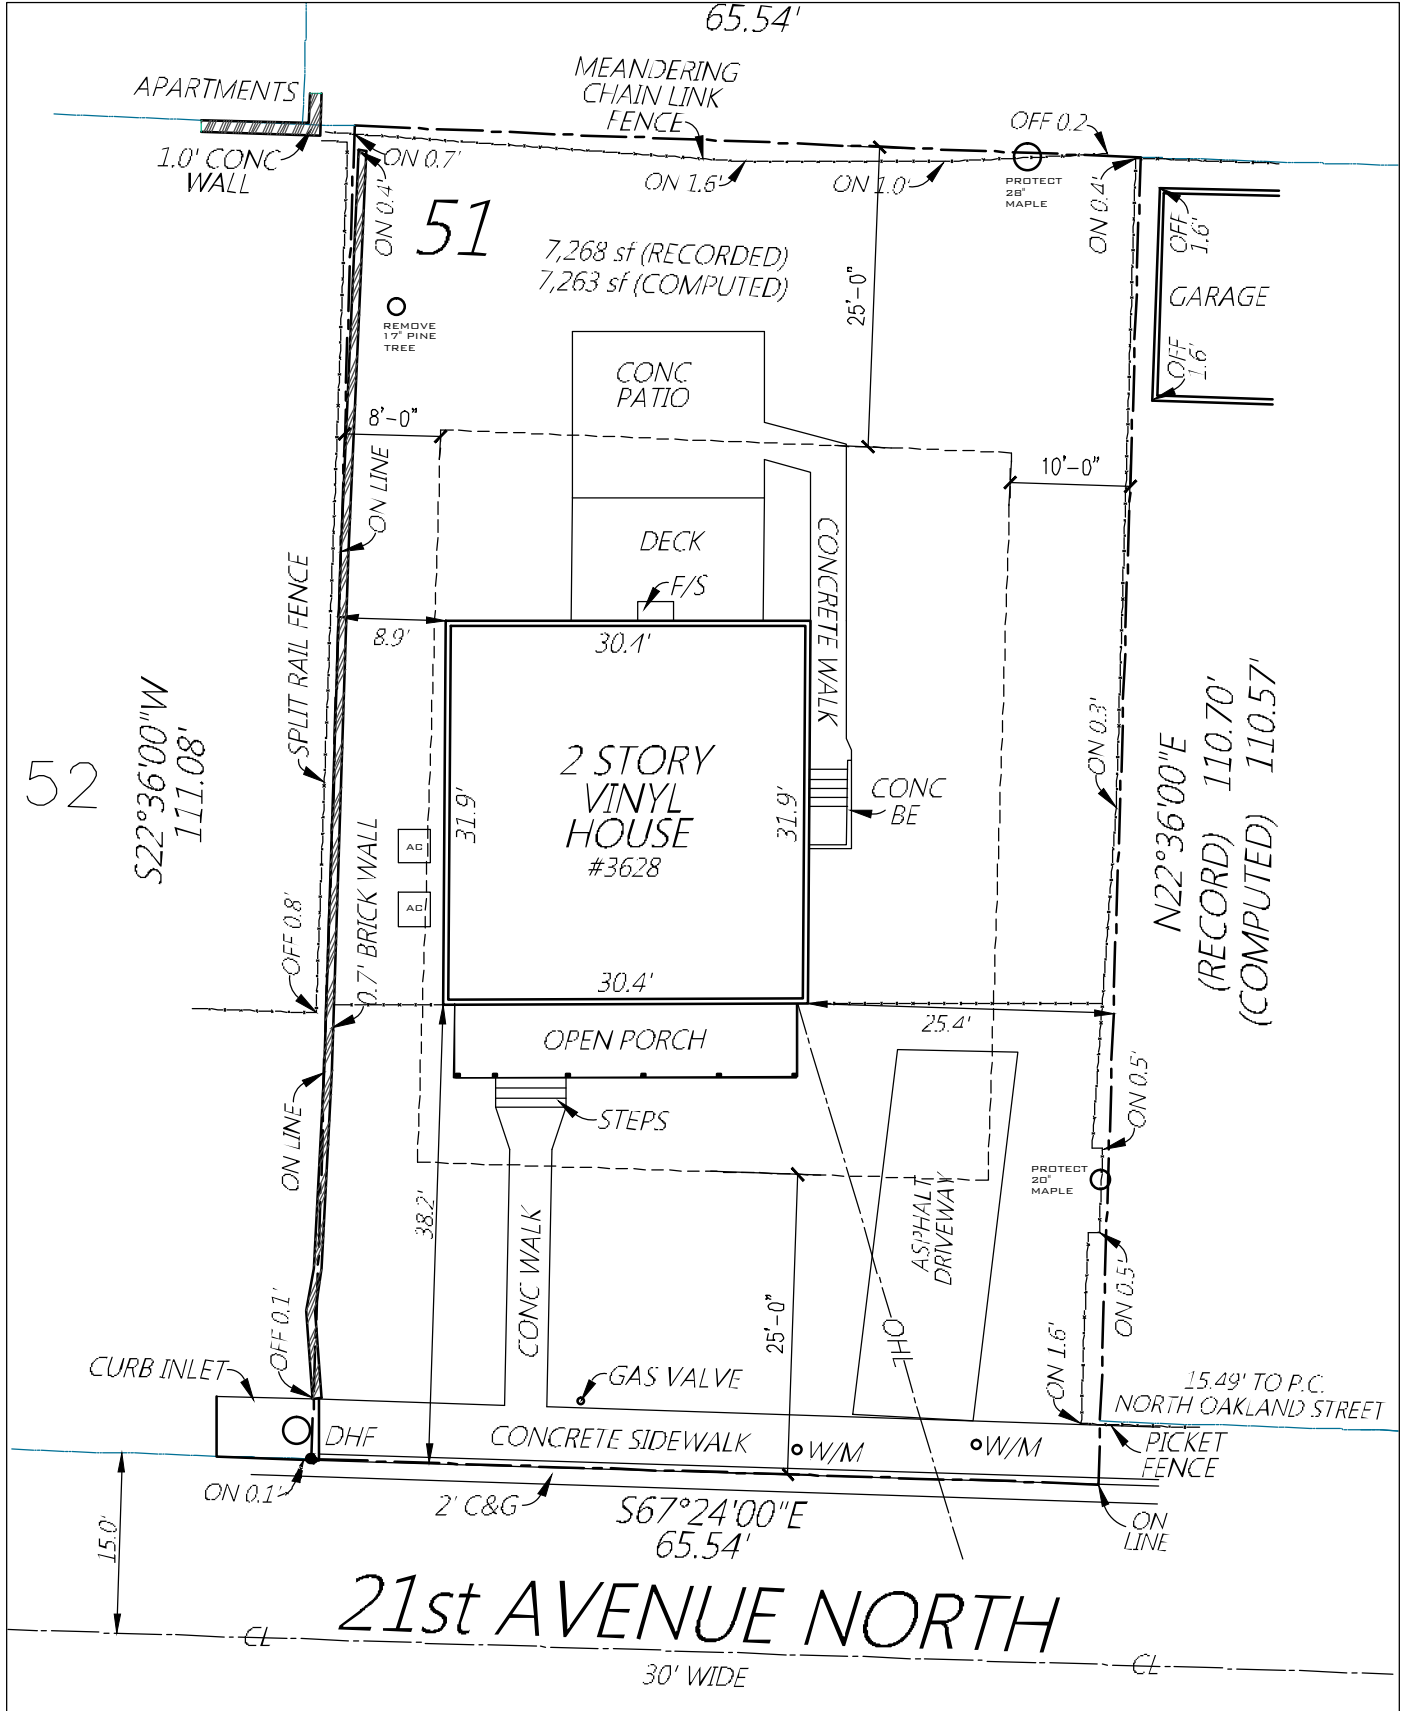 65.54'
APARTMENTS
MEANDERING
CHAIN LINK
FENCE
OFF 0.2
1.0' CONC
WALL
ON 0.7'
ON 0.4'
ON 1.6'
ON 1.0'
PROTECT
28"
MAPLE
ON 0.4'
OFF
1.6'
51
7,268 sf (RECORDED)
7,263 sf (COMPUTED)
25'-0"
GARAGE
REMOVE
17" PINE
TREE
OFF
1.6'
CONC
PATIO
8'-0"
ON LINE
10'-0"
DECK
CONCRETE WALK
F/S
SPLIT RAIL FENCE
8.9'
30.4'
52
S22°36'00"W
111.08'
2 STORY
VINYL
HOUSE
#3628
31.9'
31.9'
CONC
BE
ON 0.3'
N22°36'00"E
(RECORD) 110.70'
(COMPUTED) 110.57'
AC
AC
0.7' BRICK WALL
OFF 0.8'
30.4'
25.4'
OPEN PORCH
STEPS
ON LINE
ON 0.5'
PROTECT
20"
MAPLE
38.2'
CONC WALK
ASPHALT
DRIVEWAY
25'-0"
ON 0.5'
OFF 0.1'
OHL
ON 1.6'
CURB INLET
GAS VALVE
15.49' TO P.C.
NORTH OAKLAND STREET
DHF
CONCRETE SIDEWALK
W/M
W/M
PICKET
FENCE
ON 0.1'
2' C&G
S67°24'00"E
65.54'
ON
LINE
15.0'
21st AVENUE NORTH
CL
30' WIDE
CL